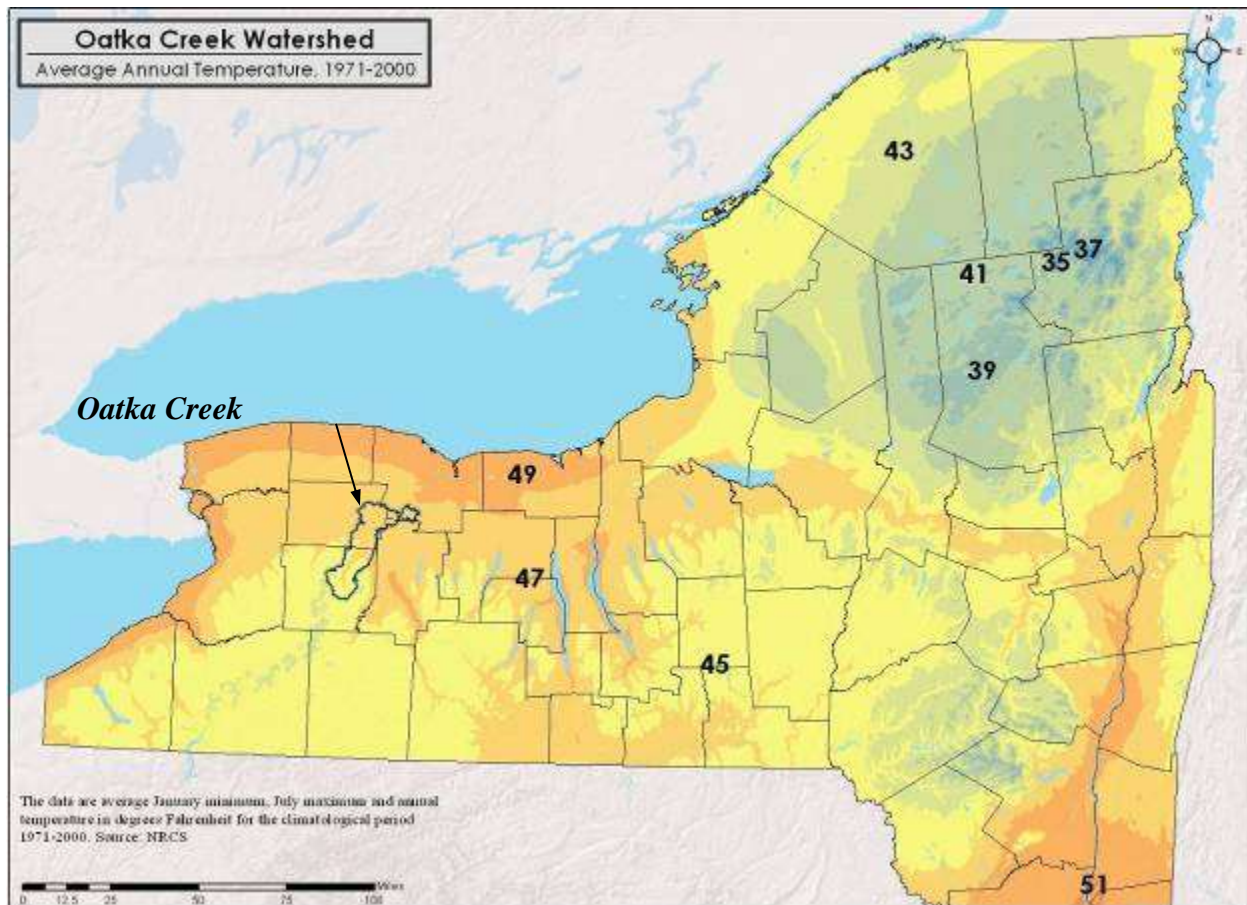 Oatka Creek Watershed
Average Annual Temperature, 1971-2000
N
W E
S
43
37
35
41
39
Oatka Creek
49
47
45
The data are average January minimum, July maximum and annual
temperature in degrees Fahrenheit for the climatological period
1971-2000. Source: NRCS
51
Miles
0 12.5 25 50 75 100